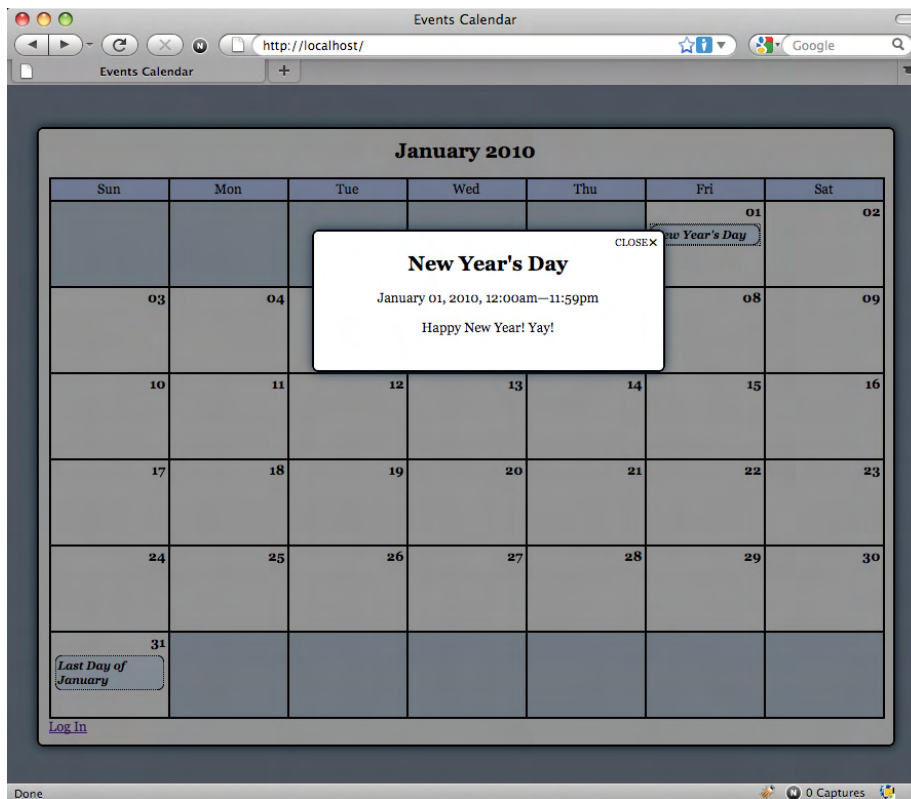 Events Calendar
http://localhost/
Google
Events Calendar
+
January 2010
Sun Mon Tue Wed Thu Fri Sat
01 02
New Year's Day
CLOSE×
New Year's Day
January 01, 2010, 12:00am—11:59pm
Happy New Year! Yay!
03 04 08 09
10 11 12 13 14 15 16
17 18 19 20 21 22 23
24 25 26 27 28 29 30
31
Last Day of
January
Log In
Done
N 0 Captures